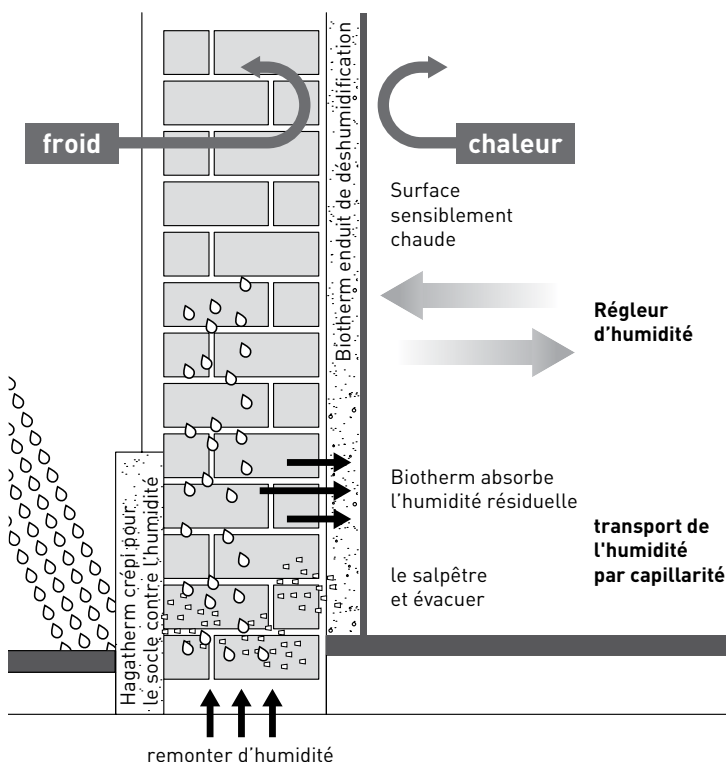 froid
Biotherm enduit de déshumidification
chaleur
Surface
sensiblement
chaude
Régleur
d'humidité
Biotherm absorbe
l'humidité résiduelle
transport de
l'humidité
par capillarité
le salpêtre
et évacuer
Hagatherm crépi pour
le socle contre l'humidité
remonter d'humidité